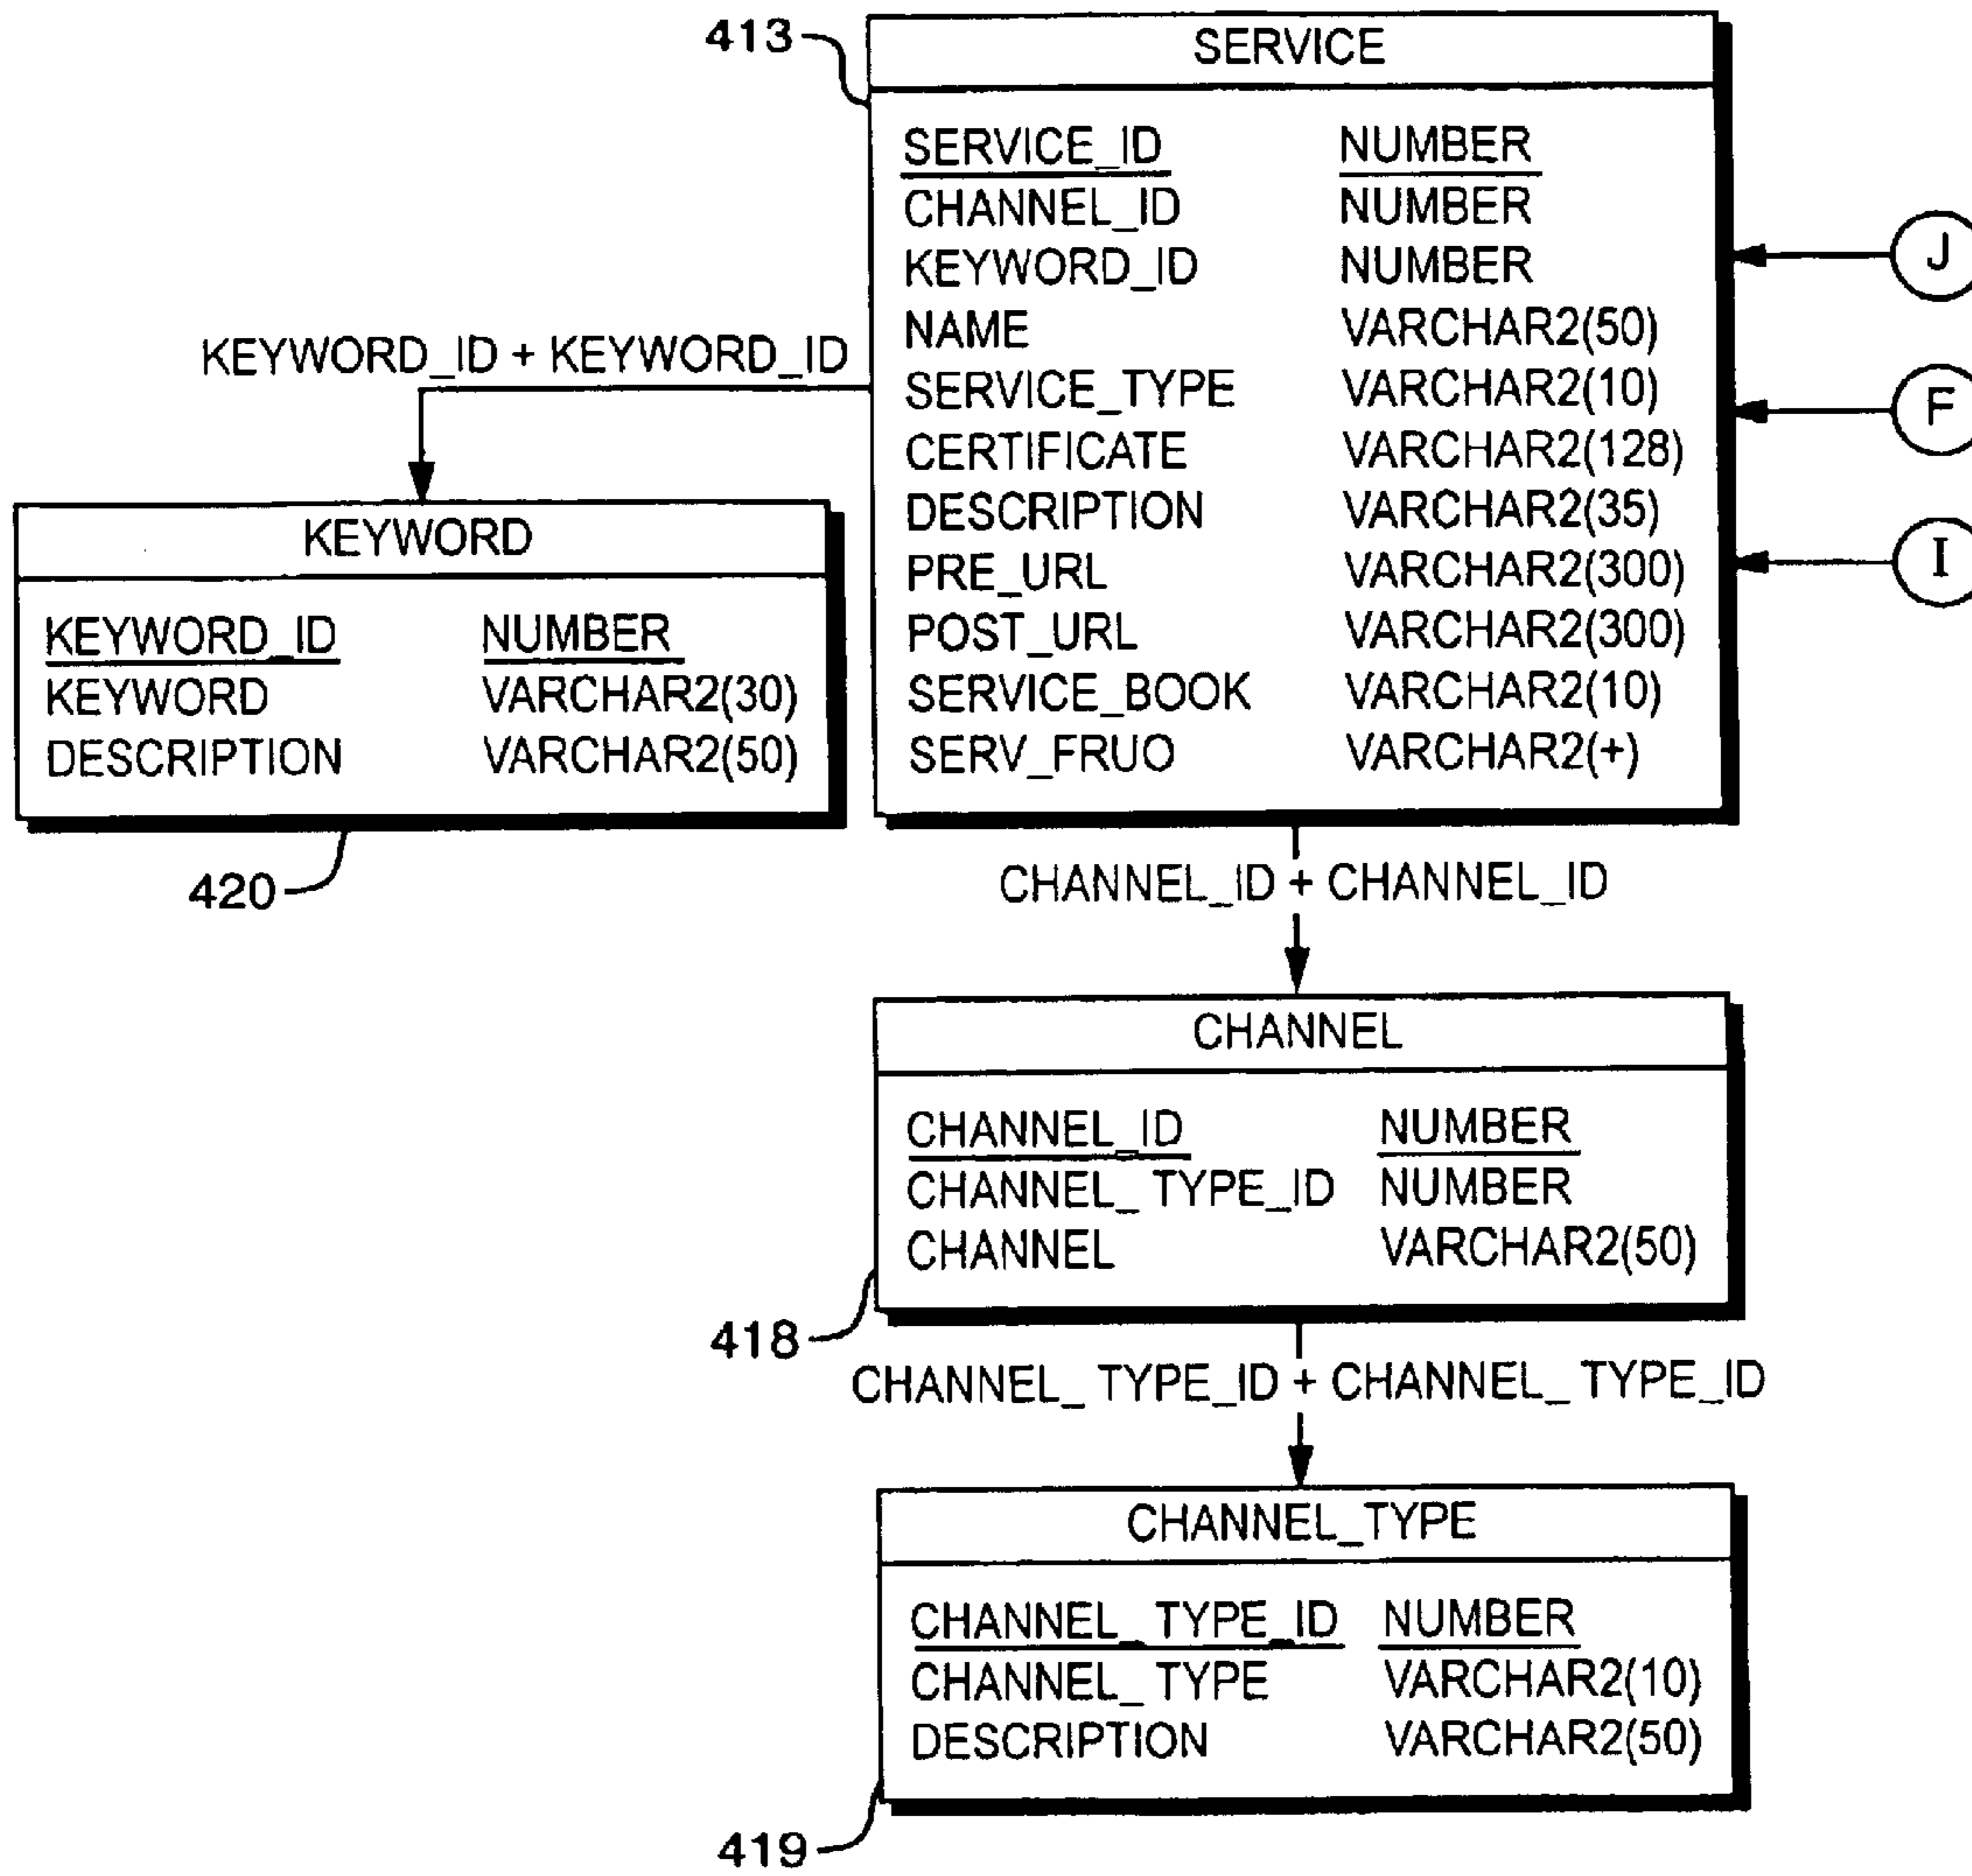 413
SERVICE
SERVICE_ID NUMBER
CHANNEL_ID NUMBER
KEYWORD_ID NUMBER
NAME VARCHAR2(50)
SERVICE_TYPE VARCHAR2(10)
CERTIFICATE VARCHAR2(128)
DESCRIPTION VARCHAR2(35)
PRE_URL VARCHAR2(300)
POST_URL VARCHAR2(300)
SERVICE_BOOK VARCHAR2(10)
SERV_FRUO VARCHAR2(+)
J
F
I
KEYWORD_ID + KEYWORD_ID
KEYWORD
KEYWORD_ID NUMBER
KEYWORD VARCHAR2(30)
DESCRIPTION VARCHAR2(50)
420
CHANNEL_ID + CHANNEL_ID
CHANNEL
CHANNEL_ID NUMBER
CHANNEL_ TYPE_ID NUMBER
CHANNEL VARCHAR2(50)
418
CHANNEL_ TYPE_ID + CHANNEL_ TYPE_ID
CHANNEL_TYPE
CHANNEL_ TYPE_ID NUMBER
CHANNEL_ TYPE VARCHAR2(10)
DESCRIPTION VARCHAR2(50)
419